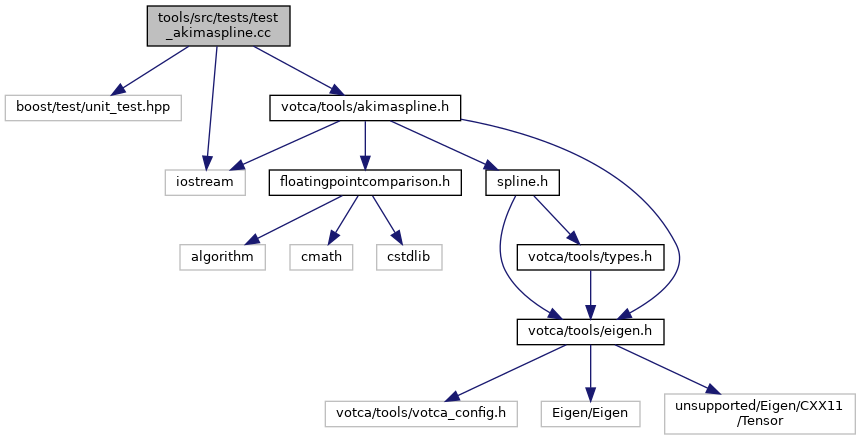 tools/src/tests/test
_akimaspline.cc
boost/test/unit_test.hpp
votca/tools/akimaspline.h
iostream
floatingpointcomparison.h
spline.h
algorithm
cmath
cstdlib
votca/tools/types.h
votca/tools/eigen.h
votca/tools/votca_config.h
Eigen/Eigen
unsupported/Eigen/CXX11
/Tensor